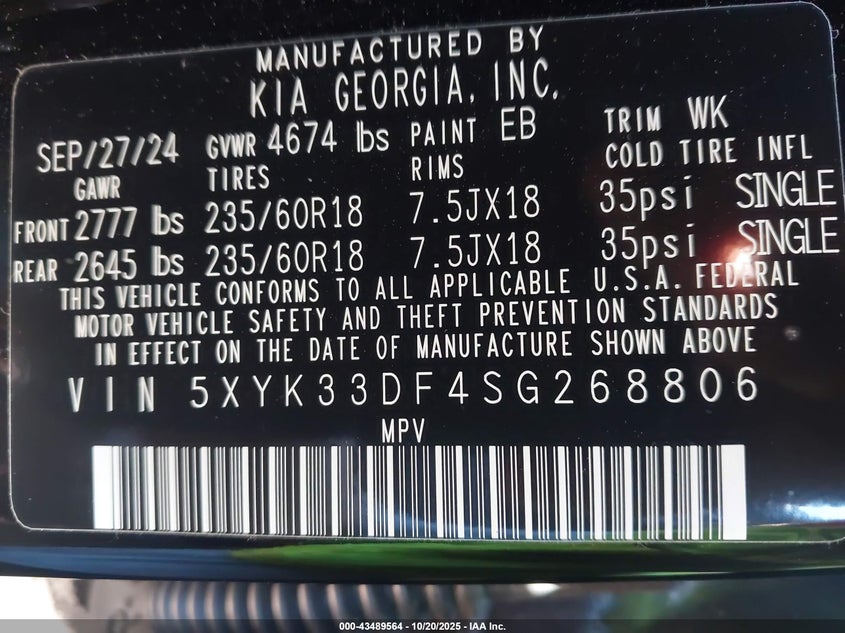 MANUFACTURED BY
KIA GEORGIA, INC.
SEP/27/24 GVWR 4674 lbs PAINT EB TRIM WK
GAWR TIRES RIMS COLD TIRE INFL
FRONT 2777 lbs 235/60R18 7.5JX18 35psi SINGLE
REAR 2645 lbs 235/60R18 7.5JX18 35psi SINGLE
THIS VEHICLE CONFORMS TO ALL APPLICABLE U.S.A. FEDERAL
MOTOR VEHICLE SAFETY AND THEFT PREVENTION STANDARDS
IN EFFECT ON THE DATE OF MANUFACTURE SHOWN ABOVE
VIN 5XYK33DF4SG268806
MPV
000-43489564 - 10/20/2025 - IAA Inc.